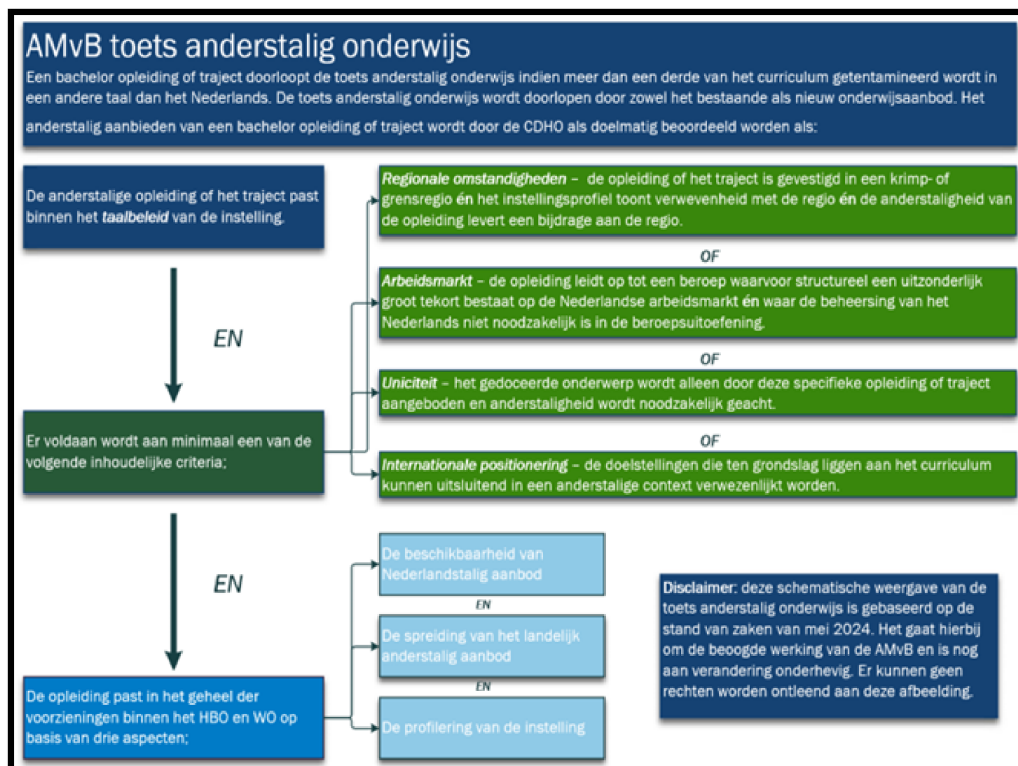 AMvB toets anderstalig onderwijs
Een bachelor opleiding of traject doorloopt de toets anderstalig onderwijs indien meer dan een derde van het curriculum getentamineerd wordt in
een andere taal dan het Nederlands. De toets anderstalig onderwijs wordt doorlopen door zowel het bestaande als nieuw onderwijsaanbod. Het
anderstalig aanbieden van een bachelor opleiding of traject wordt door de CDHO als doelmatig beoordeeld worden als:
De anderstalige opleiding of het traject past
binnen het taalbeleid van de instelling.
EN
Er voldaan wordt aan minimaal een van de
volgende inhoudelijke criteria;
Regionale omstandigheden – de opleiding of het traject is gevestigd in een krimp- of
grensregio én het instellingsprofiel toont verwevenheid met de regio én de anderstaligheid van
de opleiding levert een bijdrage aan de regio.
OF
Arbeidsmarkt – de opleiding leidt op tot een beroep waarvoor structureel een uitzonderlijk
groot tekort bestaat op de Nederlandse arbeidsmarkt én waar de beheersing van het
Nederlands niet noodzakelijk is in de beroepsuitoefening.
OF
Uniciteit – het gedoceerde onderwerp wordt alleen door deze specifieke opleiding of traject
aangeboden en anderstaligheid wordt noodzakelijk geacht.
OF
Internationale positionering – de doelstellingen die ten grondslag liggen aan het curriculum
kunnen uitsluitend in een anderstalige context verwezenlijkt worden.
EN
De opleiding past in het geheel der
voorzieningen binnen het HBO en WO op
basis van drie aspecten;
De beschikbaarheid van
Nederlandstalig aanbod
EN
De spreiding van het landelijk
anderstalig aanbod
EN
De profilering van de instelling
Disclaimer: deze schematische weergave van de
toets anderstalig onderwijs is gebaseerd op de
stand van zaken van mei 2024. Het gaat hierbij
om de beoogde werking van de AMvB en is nog
aan verandering onderhevig. Er kunnen geen
rechten worden ontleend aan deze afbeelding.